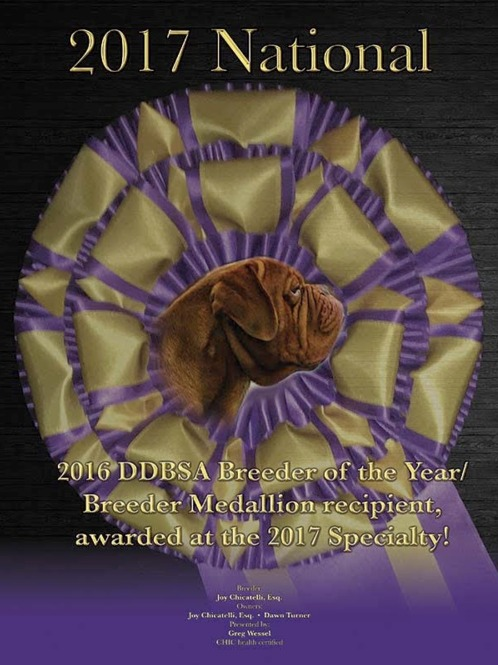 2017 National
2016 DDBSA Breeder of the Year/
Breeder Medallion recipient,
awarded at the 2017 Specialty!
Breeder:
Joy Chicatelli, Esq.
Owners:
Joy Chicatelli, Esq. • Dawn Turner
Presented by:
Greg Wessel
CHIC health certified